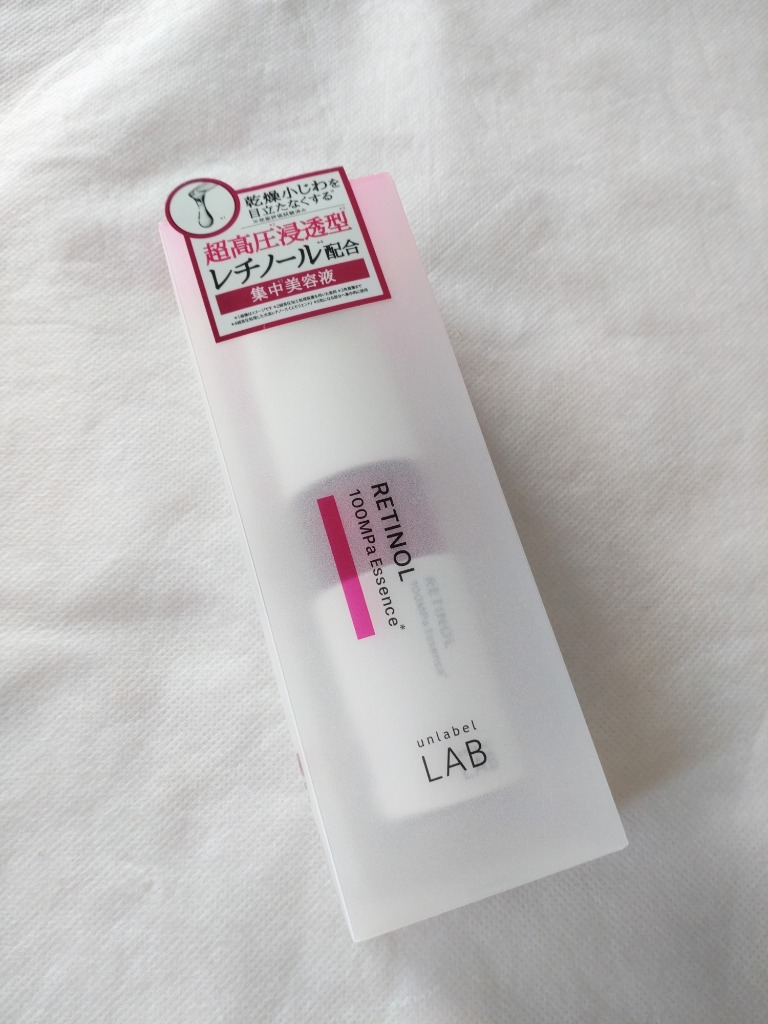 乾燥小じわを
目立たなくする
超高圧浸透型
レチノール配合
集中美容液
RETINOL
100MPa Essence*
unlabel
LAB